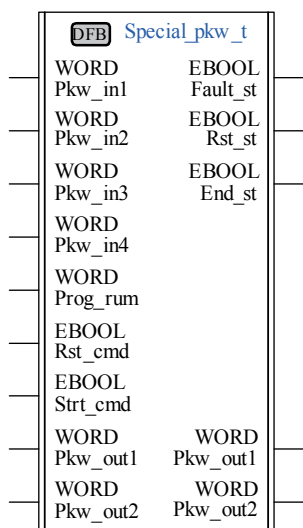 DFB Special_pkw_t
WORD EBOOL
Pkw_in1 Fault_st
WORD EBOOL
Pkw_in2 Rst_st
WORD EBOOL
Pkw_in3 End_st
WORD
Pkw_in4
WORD
Prog_rum
EBOOL
Rst_cmd
EBOOL
Strt_cmd
WORD WORD
Pkw_out1 Pkw_out1
WORD WORD
Pkw_out2 Pkw_out2